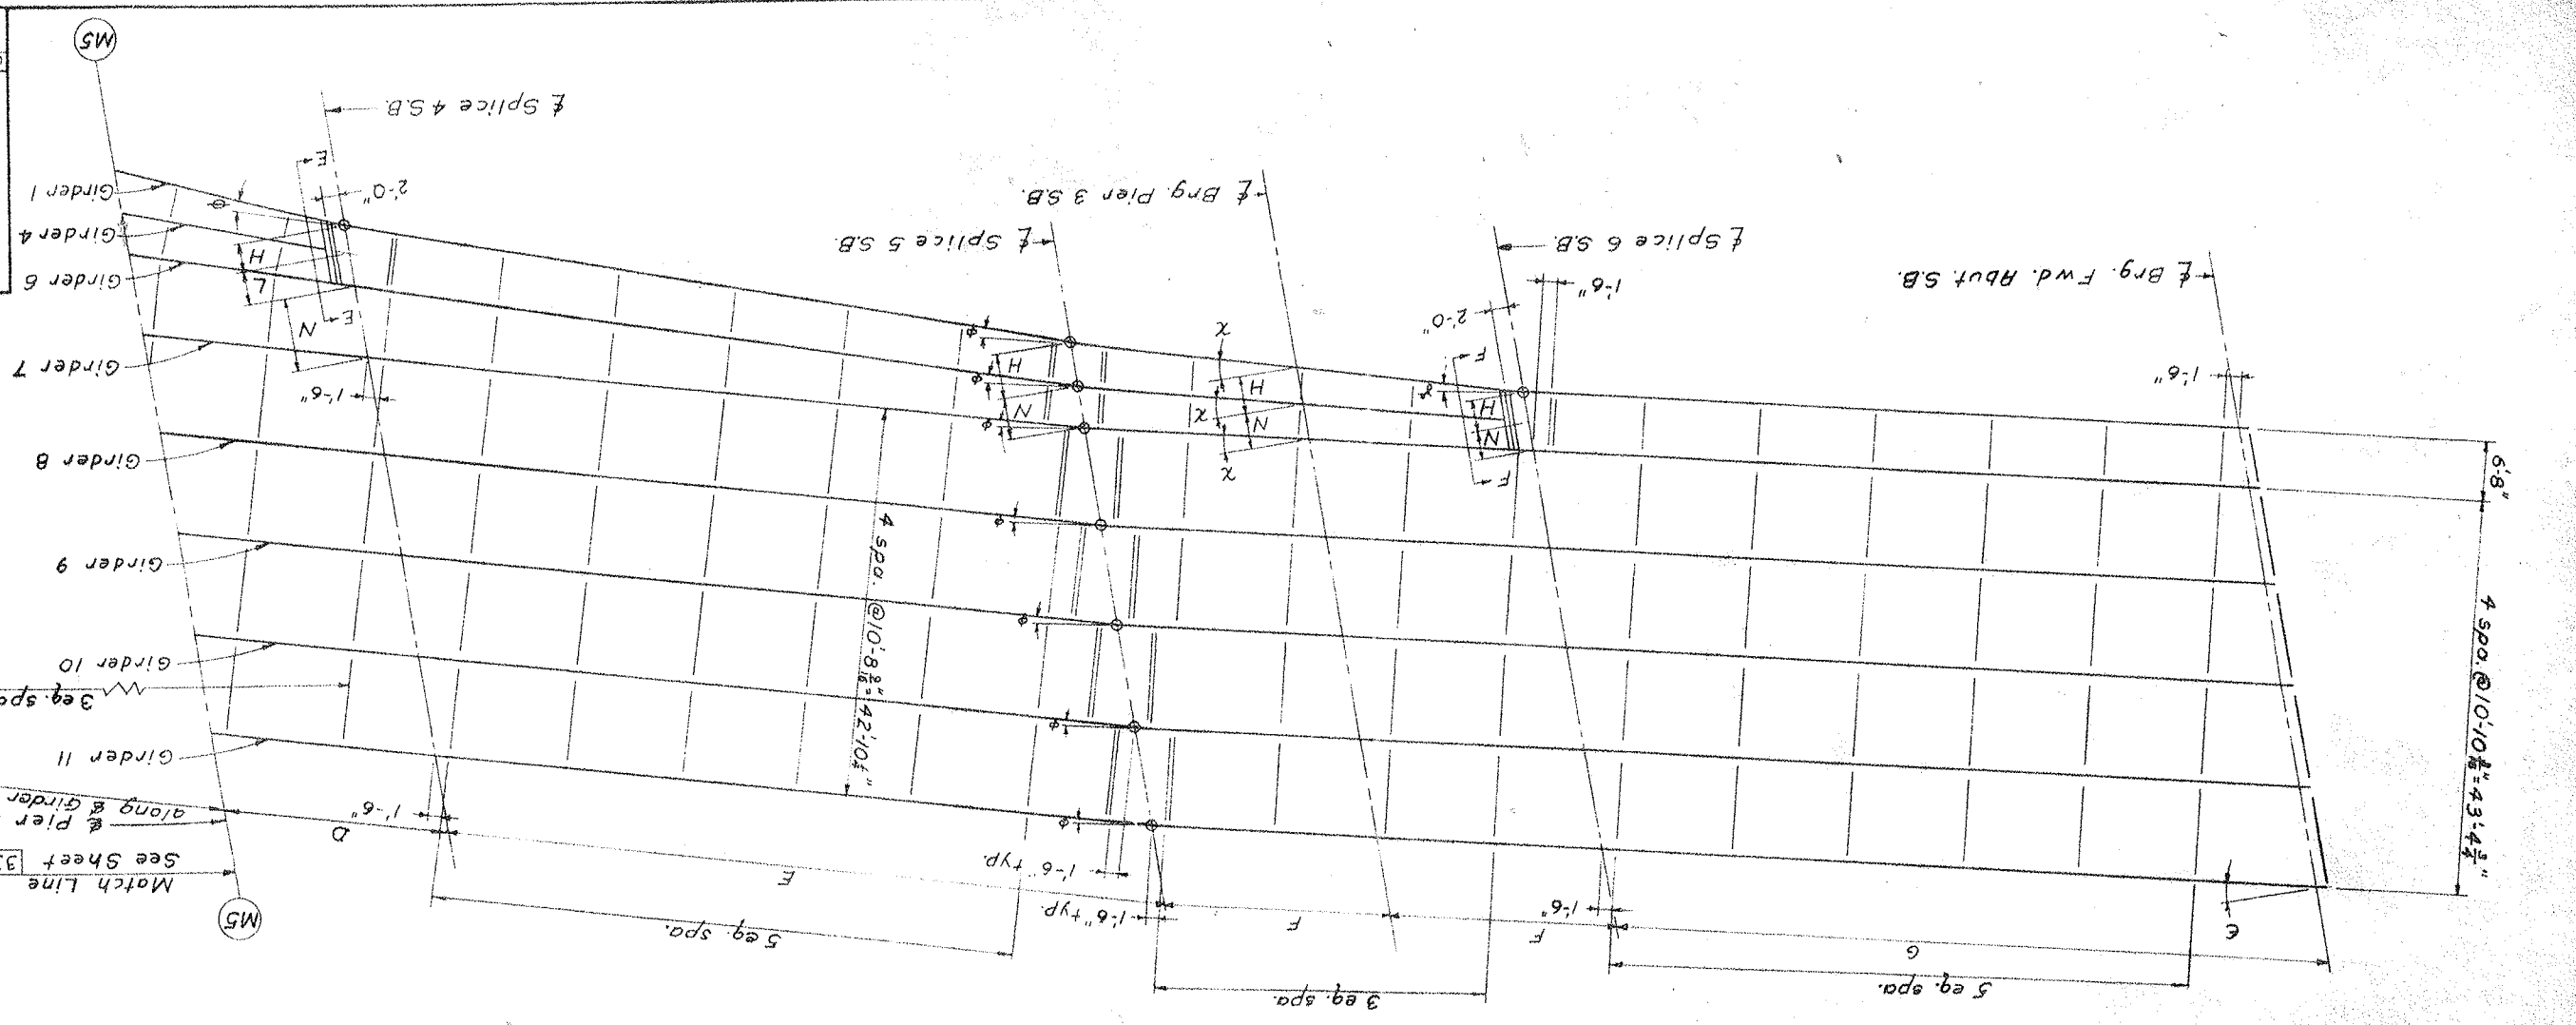 5 eq. spa.
3 eq. spa.
5 eq. spa.
G
F
F
E
D
M5
Match Line
See Sheet
℄ Pier
along ℄ Girder
1'-6"
1'-6" typ.
1'-6" typ.
1'-6"
ϵ
Girder 11
3 eq. spa
Girder 10
Girder 9
Girder 8
Girder 7
Girder 6
Girder 4
Girder 1
4 spa. @ 10'-10 3/16" = 43'-4 3/4"
6'-8"
4 spa. @ 10'-8 9/16" = 42'-10 1/4"
φ
φ
φ
φ
φ
φ
φ
1'-6"
1'-6"
1'-6"
F
F
N
H
γ
2'-0"
χ
N
χ
H
χ
N
H
E
E
N
L
H
θ
2'-0"
℄ Brg. Fwd. Abut. S.B.
℄ Splice 6 S.B.
℄ Brg. Pier 3 S.B.
℄ Splice 5 S.B.
℄ Splice 4 S.B.
M5